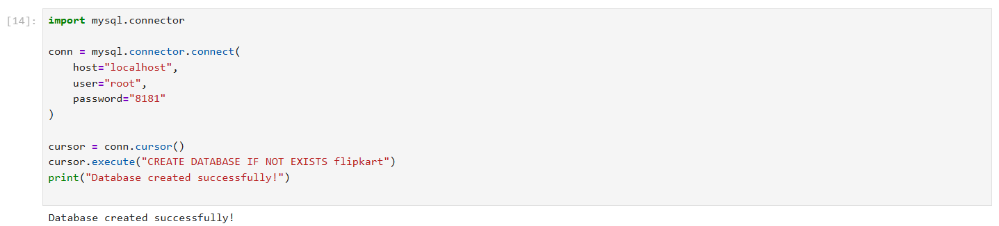 [14]:
import mysql.connector
conn = mysql.connector.connect(
    host="localhost",
    user="root",
    password="8181"
)
cursor = conn.cursor()
cursor.execute("CREATE DATABASE IF NOT EXISTS flipkart")
print("Database created successfully!")
Database created successfully!